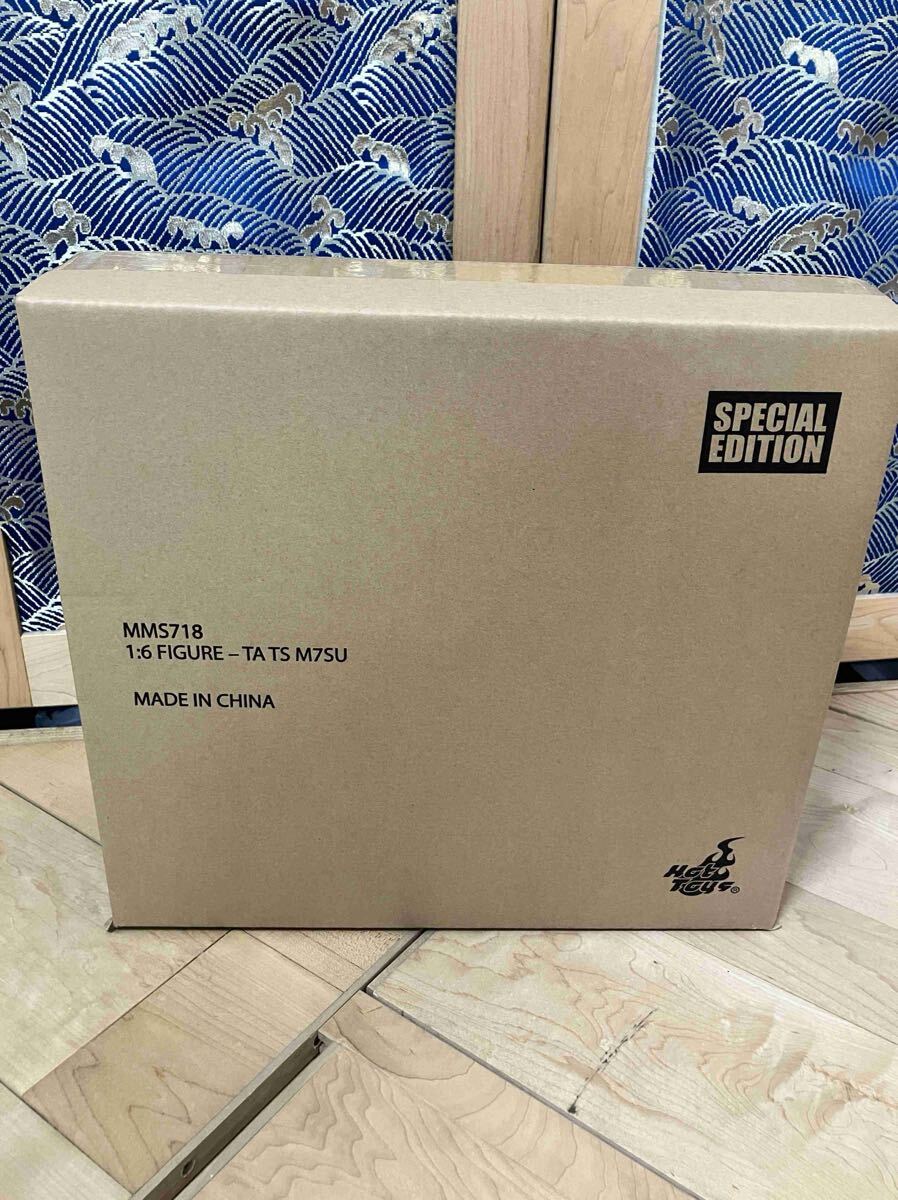 SPECIAL
EDITION
MMS718
1:6 FIGURE – TA TS M7SU
MADE IN CHINA
Hot
Toys®